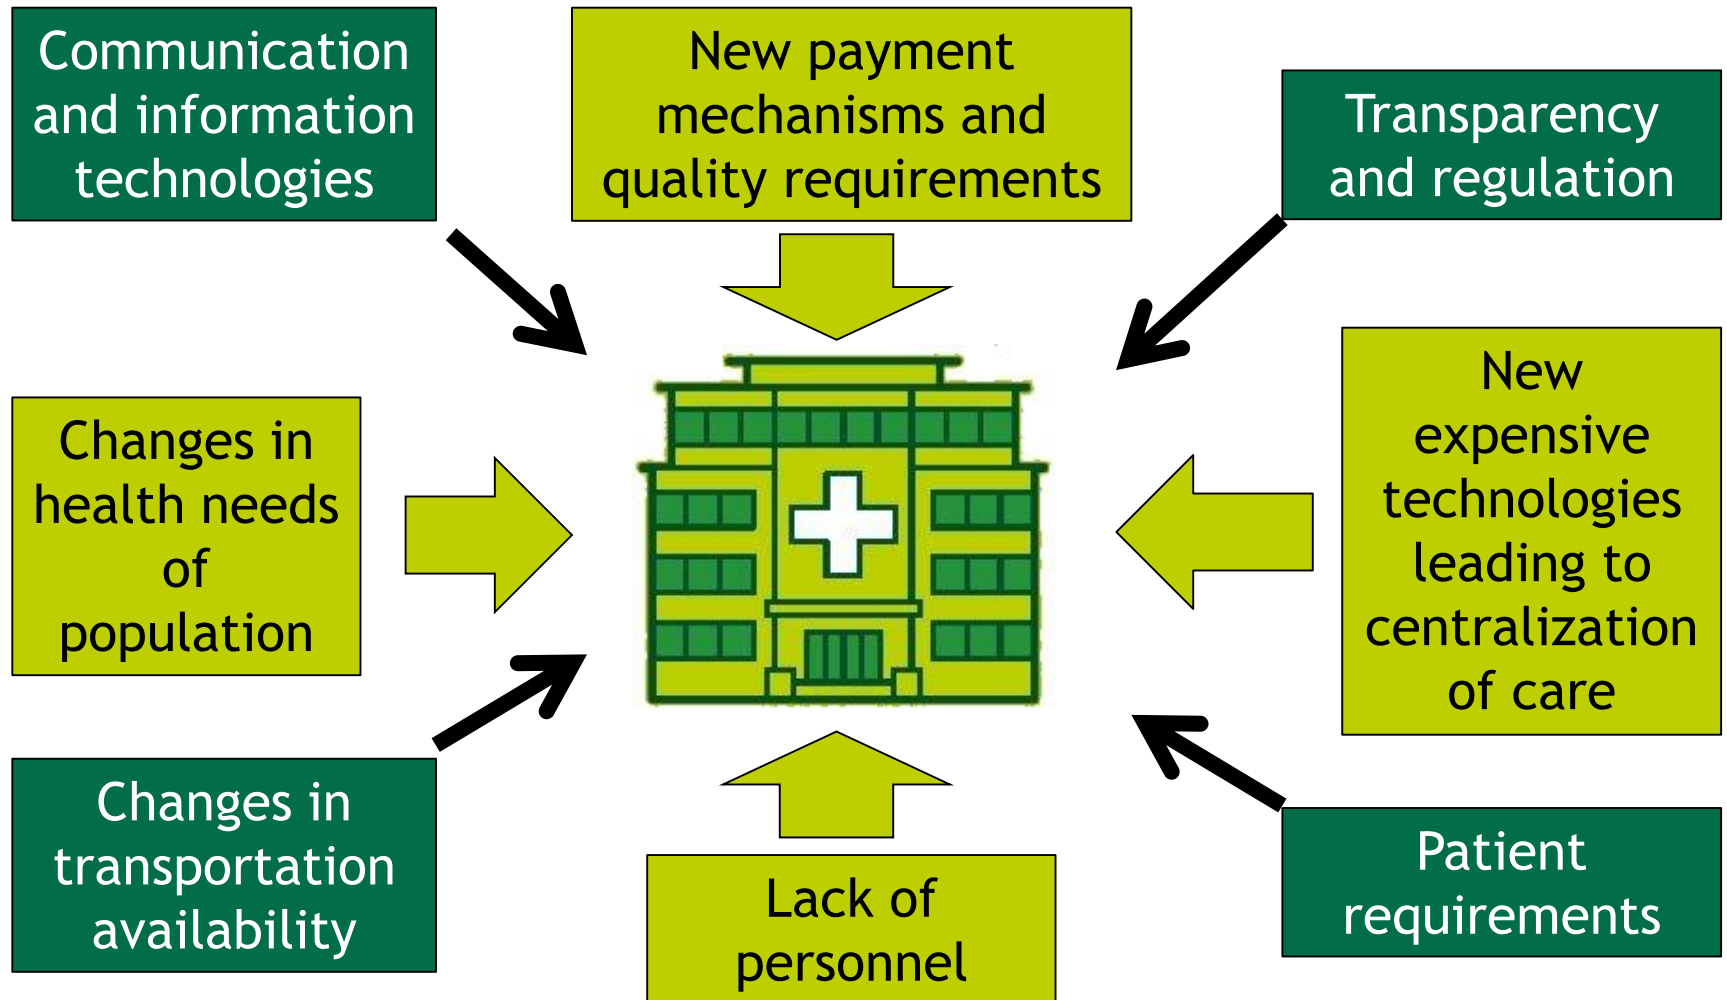 Communication
and information
technologies
New payment
mechanisms and
quality requirements
Transparency
and regulation
Changes in
health needs
of
population
New
expensive
technologies
leading to
centralization
of care
Changes in
transportation
availability
Lack of
personnel
Patient
requirements